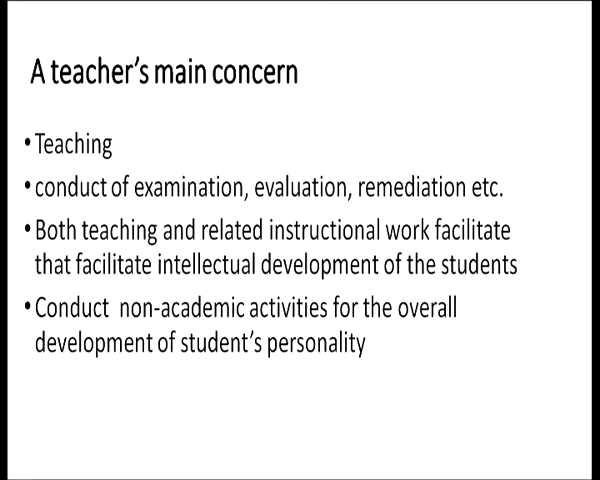 A teacher's main concern
• Teaching
• conduct of examination, evaluation, remediation etc.
• Both teaching and related instructional work facilitate
that facilitate intellectual development of the students
• Conduct  non-academic activities for the overall
development of student's personality